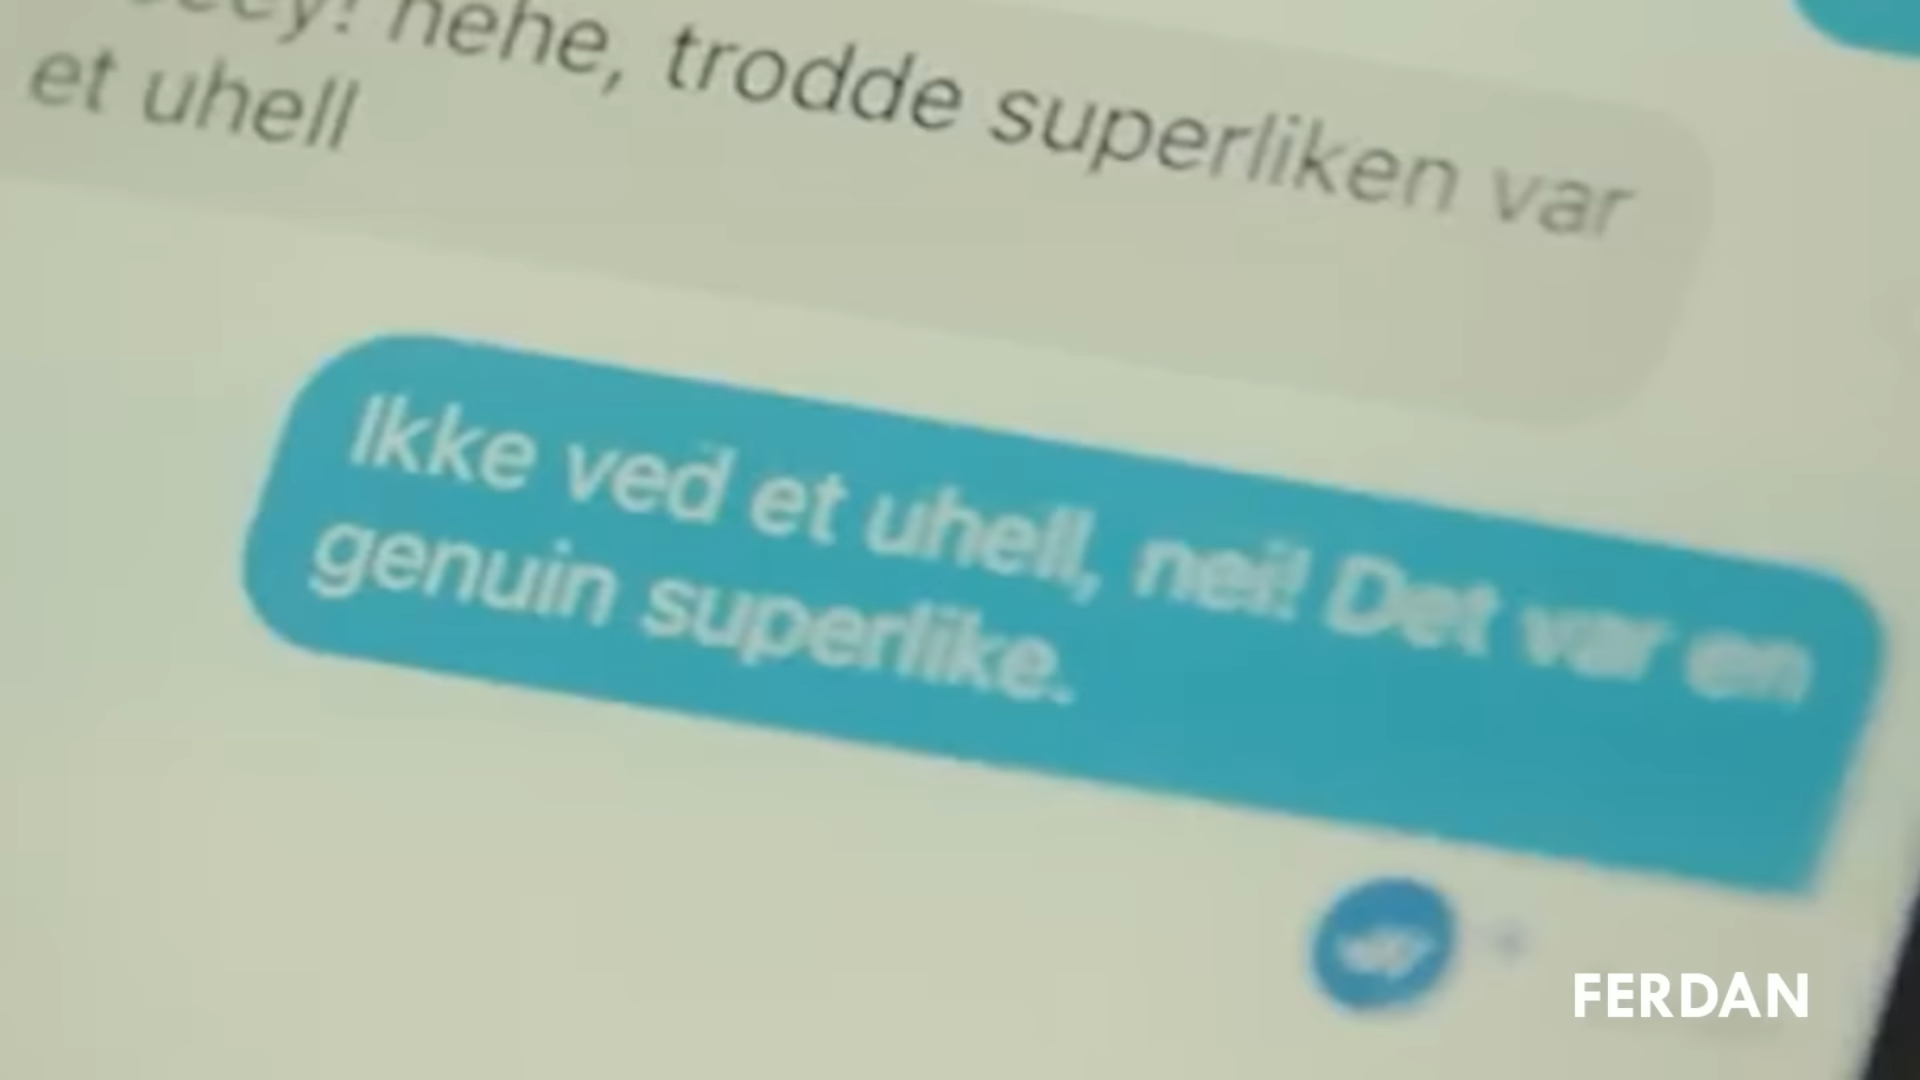 hehe, trodde superliken var
et uhell
Ikke ved et uhell, nei! Det var en
genuin superlike.
FERDAN